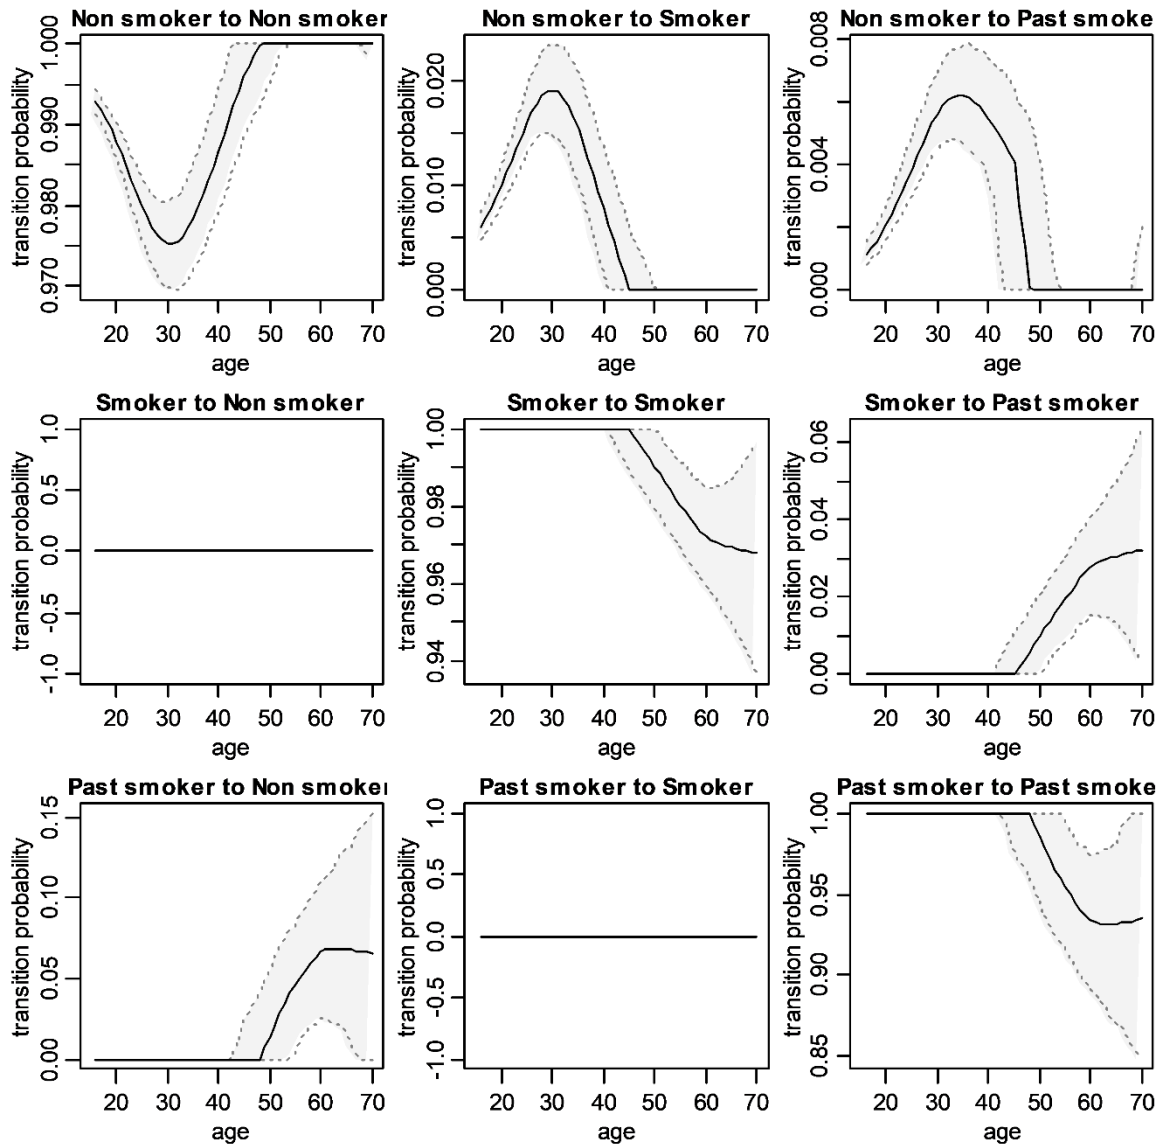 Non smoker to Non smoker
Non smoker to Smoker
Non smoker to Past smoke
transition probability
0.970 0.980 0.990 1.000
20 30 40 50 60 70
age
transition probability
0.000 0.010 0.020
20 30 40 50 60 70
age
transition probability
0.000 0.004 0.008
20 30 40 50 60 70
age
Smoker to Non smoker
Smoker to Smoker
Smoker to Past smoker
transition probability
-1.0 -0.5 0.0 0.5 1.0
20 30 40 50 60 70
age
transition probability
0.94 0.96 0.98 1.00
20 30 40 50 60 70
age
transition probability
0.00 0.02 0.04 0.06
20 30 40 50 60 70
age
Past smoker to Non smoker
Past smoker to Smoker
Past smoker to Past smoke
transition probability
0.00 0.05 0.10 0.15
20 30 40 50 60 70
age
transition probability
-1.0 -0.5 0.0 0.5 1.0
20 30 40 50 60 70
age
transition probability
0.85 0.90 0.95 1.00
20 30 40 50 60 70
age